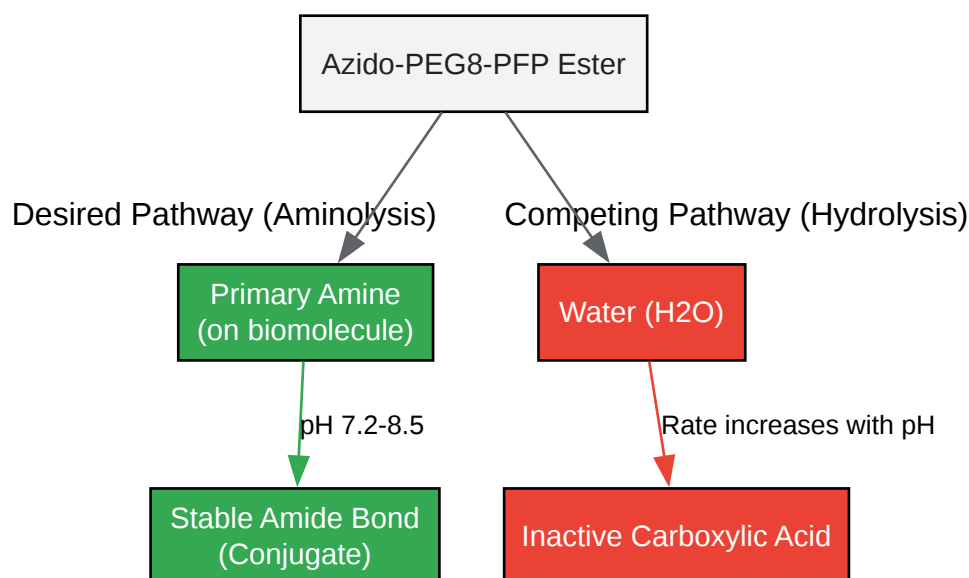 Azido-PEG8-PFP Ester
Desired Pathway (Aminolysis)
Competing Pathway (Hydrolysis)
Primary Amine
(on biomolecule)
Water (H2O)
pH 7.2-8.5
Rate increases with pH
Stable Amide Bond
(Conjugate)
Inactive Carboxylic Acid